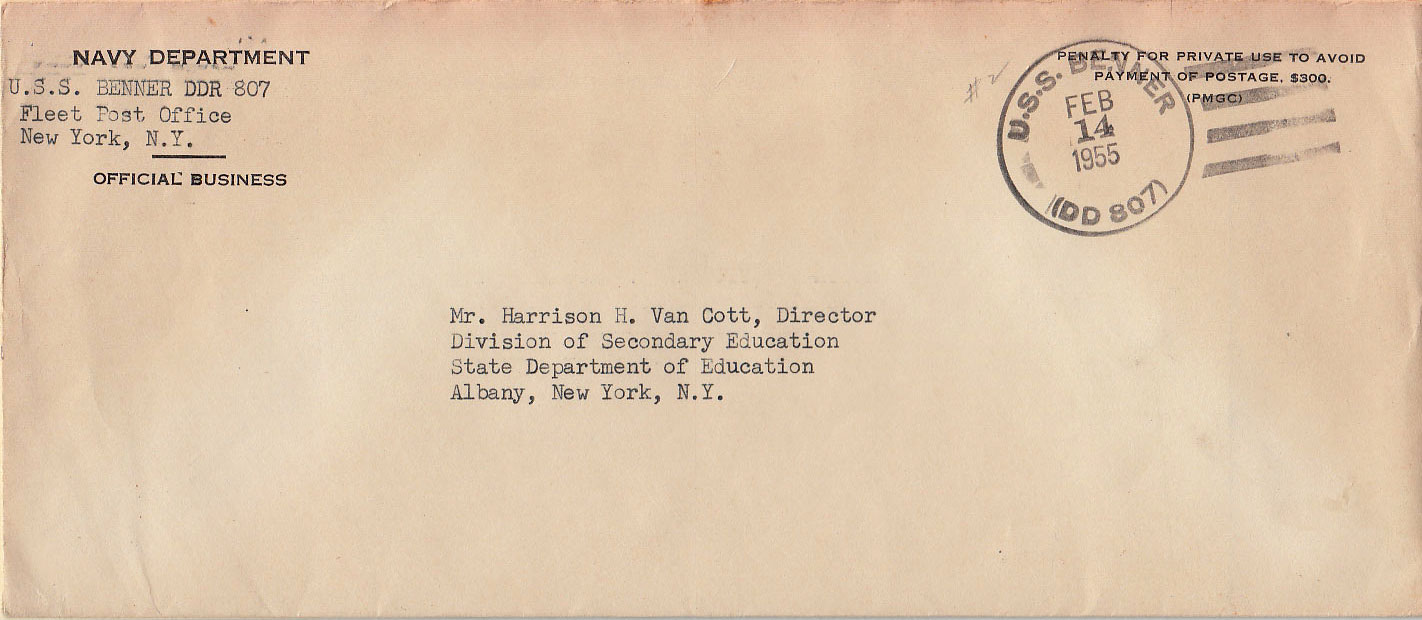 NAVY DEPARTMENT
U.S.S. BENNER DDR 807
Fleet Post Office
New York, N.Y.
OFFICIAL BUSINESS
PENALTY FOR PRIVATE USE TO AVOID
PAYMENT OF POSTAGE, $300.
(PMGC)
# 2
U.S.S. BENNER
FEB
14
1955
(DD 807)
Mr. Harrison H. Van Cott, Director
Division of Secondary Education
State Department of Education
Albany, New York, N.Y.